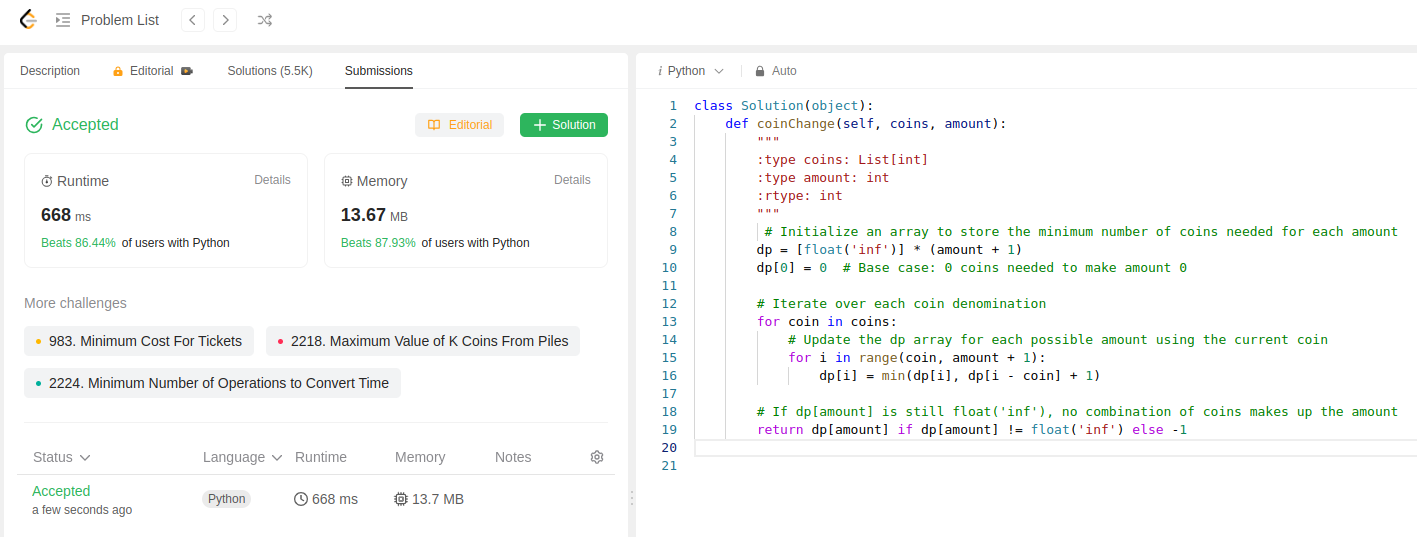 Problem List
Description Editorial Solutions (5.5K) Submissions
Accepted Editorial Solution
Runtime Details
668 ms
Beats 86.44% of users with Python
Memory Details
13.67 MB
Beats 87.93% of users with Python
More challenges
983. Minimum Cost For Tickets
2218. Maximum Value of K Coins From Piles
2224. Minimum Number of Operations to Convert Time
Status Language Runtime Memory Notes
Accepted Python 668 ms 13.7 MB
a few seconds ago
i Python Auto
1 class Solution(object):
2     def coinChange(self, coins, amount):
3         """
4         :type coins: List[int]
5         :type amount: int
6         :rtype: int
7         """
8          # Initialize an array to store the minimum number of coins needed for each amount
9         dp = [float('inf')] * (amount + 1)
10         dp[0] = 0  # Base case: 0 coins needed to make amount 0
11
12         # Iterate over each coin denomination
13         for coin in coins:
14             # Update the dp array for each possible amount using the current coin
15             for i in range(coin, amount + 1):
16                 dp[i] = min(dp[i], dp[i - coin] + 1)
17
18         # If dp[amount] is still float('inf'), no combination of coins makes up the amount
19         return dp[amount] if dp[amount] != float('inf') else -1
20
21